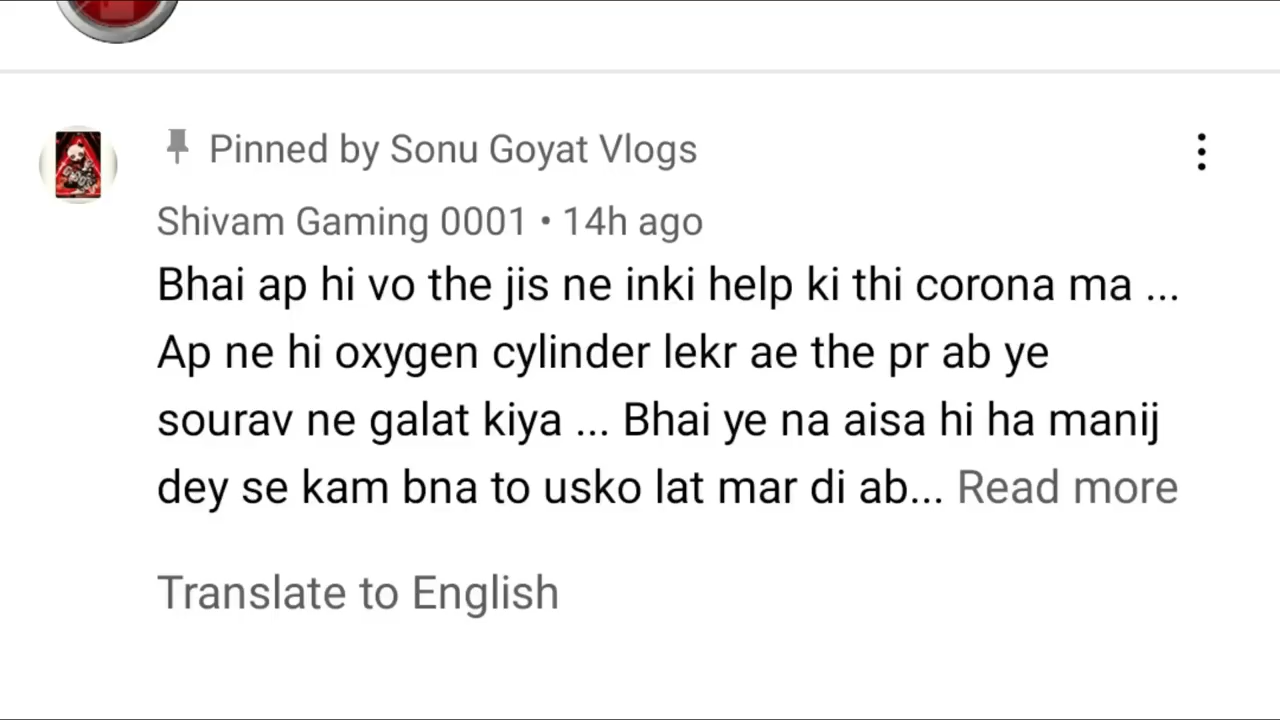 Pinned by Sonu Goyat Vlogs
Shivam Gaming 0001 • 14h ago
Bhai ap hi vo the jis ne inki help ki thi corona ma ...
Ap ne hi oxygen cylinder lekr ae the pr ab ye
sourav ne galat kiya ... Bhai ye na aisa hi ha manij
dey se kam bna to usko lat mar di ab... Read more
Translate to English